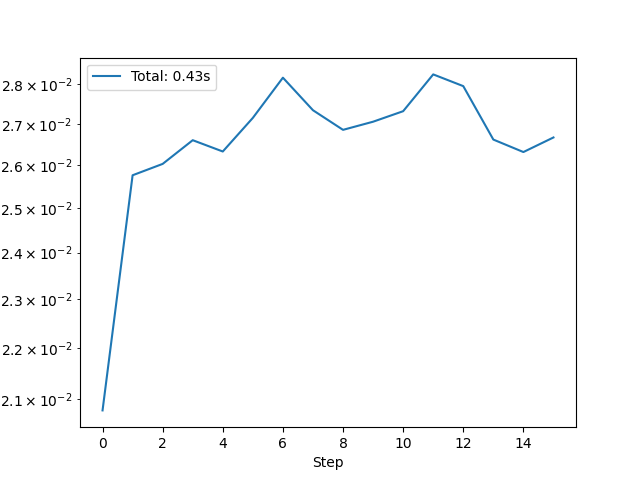 Total: 0.43s
2.8 × 10⁻²
2.7 × 10⁻²
2.6 × 10⁻²
2.5 × 10⁻²
2.4 × 10⁻²
2.3 × 10⁻²
2.2 × 10⁻²
2.1 × 10⁻²
0 2 4 6 8 10 12 14
Step